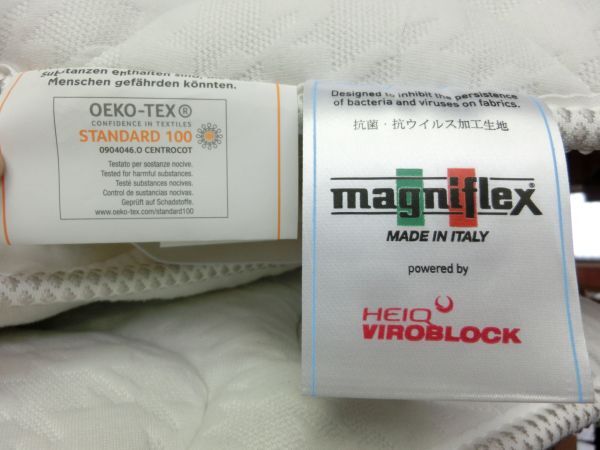 Substanzen enthalten sind,
Menschen gefährden könnten.
OEKO-TEX®
CONFIDENCE IN TEXTILES
STANDARD 100
0904046.O CENTROCOT
Testato per sostanze nocive.
Tested for harmful substances.
Testé substances nocives.
Control de sustancias nocivas.
Geprüft auf Schadstoffe.
www.oeko-tex.com/standard100
Designed to inhibit the persistence
of bacteria and viruses on fabrics.
抗菌・抗ウイルス加工生地
magniflex®
MADE IN ITALY
powered by
HEIQ
VIROBLOCK